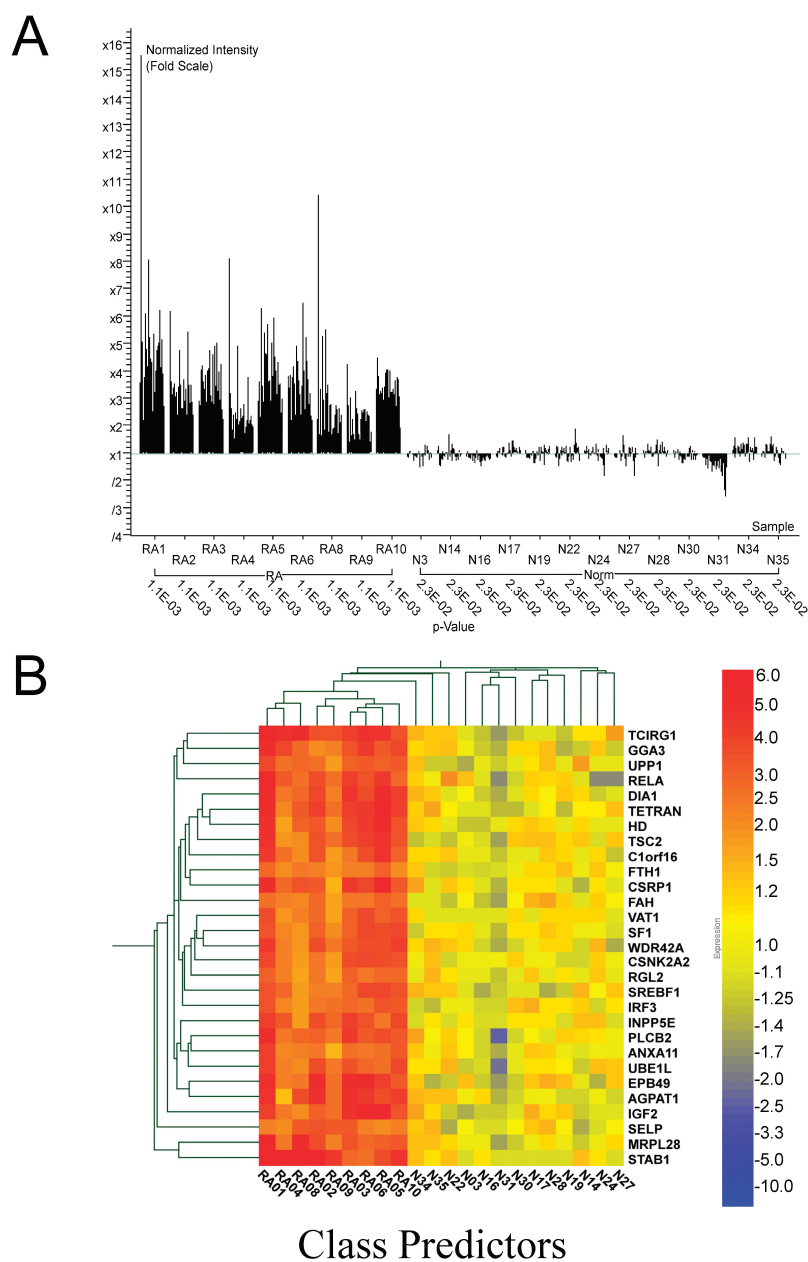 A
Normalized Intensity
(Fold Scale)
x16
x15
x14
x13
x12
x11
x10
x9
x8
x7
x6
x5
x4
x3
x2
x1
/2
/3
/4
Sample
RA1 RA3 RA5 RA8 RA10 N14 N17 N22 N27 N30 N34
RA2 RA4 RA6 RA9 N3 N16 N19 N24 N28 N31 N35
RA Norm
1.1E-03 1.1E-03 1.1E-03 1.1E-03 1.1E-03 1.1E-03 1.1E-03 1.1E-03 1.1E-03 2.3E-02 2.3E-02 2.3E-02 2.3E-02 2.3E-02 2.3E-02 2.3E-02 2.3E-02 2.3E-02 2.3E-02 2.3E-02 2.3E-02 2.3E-02
p-Value
B
TCIRG1
GGA3
UPP1
RELA
DIA1
TETRAN
HD
TSC2
C1orf16
FTH1
CSRP1
FAH
VAT1
SF1
WDR42A
CSNK2A2
RGL2
SREBF1
IRF3
INPP5E
PLCB2
ANXA11
UBE1L
EPB49
AGPAT1
IGF2
SELP
MRPL28
STAB1
RA01 RA04 RA08 RA02 RA09 RA03 RA06 RA05 RA10 N34 N35 N22 N03 N16 N31 N30 N17 N28 N19 N14 N24 N27
Expression
6.0
5.0
4.0
3.0
2.5
2.0
1.5
1.2
1.0
-1.1
-1.25
-1.4
-1.7
-2.0
-2.5
-3.3
-5.0
-10.0
Class Predictors